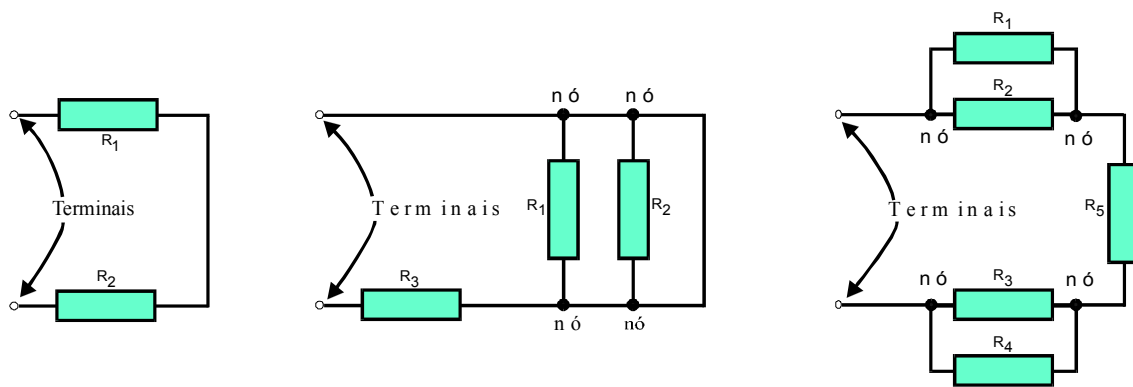 R1
Terminais
R2
nó nó
Terminais
R1 R2
R3
nó nó
R1
R2
nó nó
Terminais
R5
nó R3 nó
R4